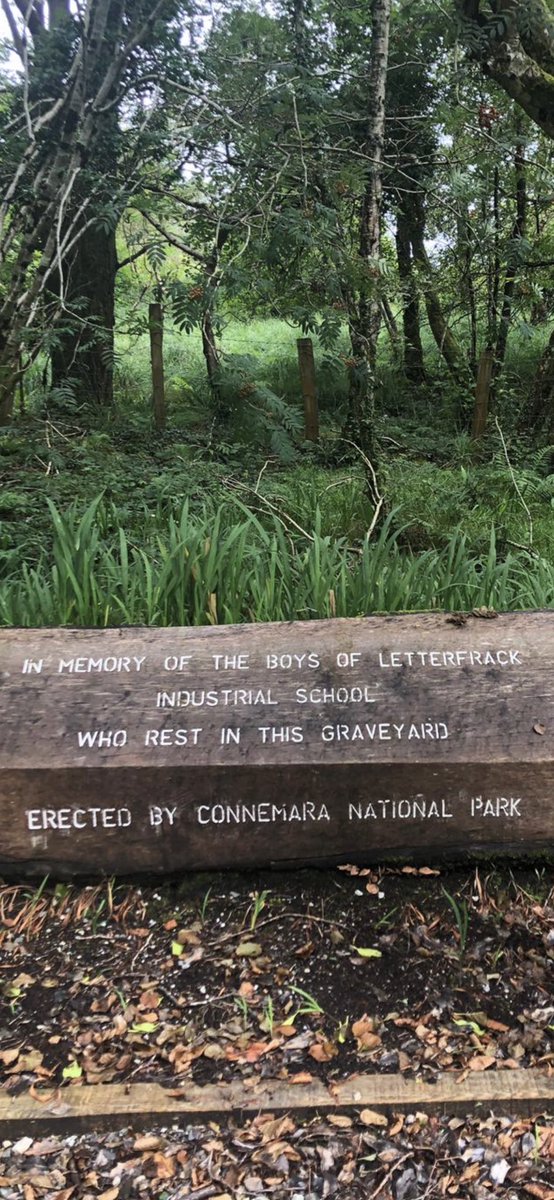 IN MEMORY OF THE BOYS OF LETTERFRACK
INDUSTRIAL SCHOOL
WHO REST IN THIS GRAVEYARD
ERECTED BY CONNEMARA NATIONAL PARK